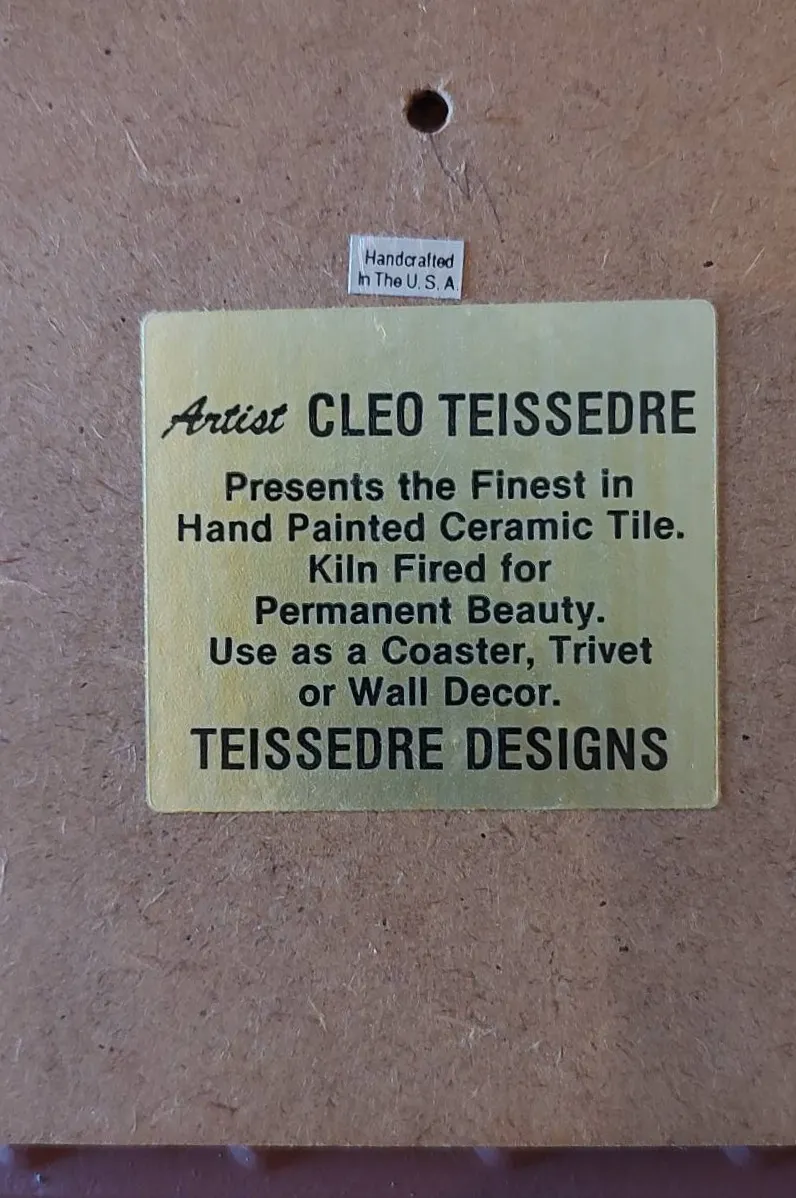 Handcrafted
In The U. S. A.
Artist CLEO TEISSEDRE
Presents the Finest in
Hand Painted Ceramic Tile.
Kiln Fired for
Permanent Beauty.
Use as a Coaster, Trivet
or Wall Decor.
TEISSEDRE DESIGNS